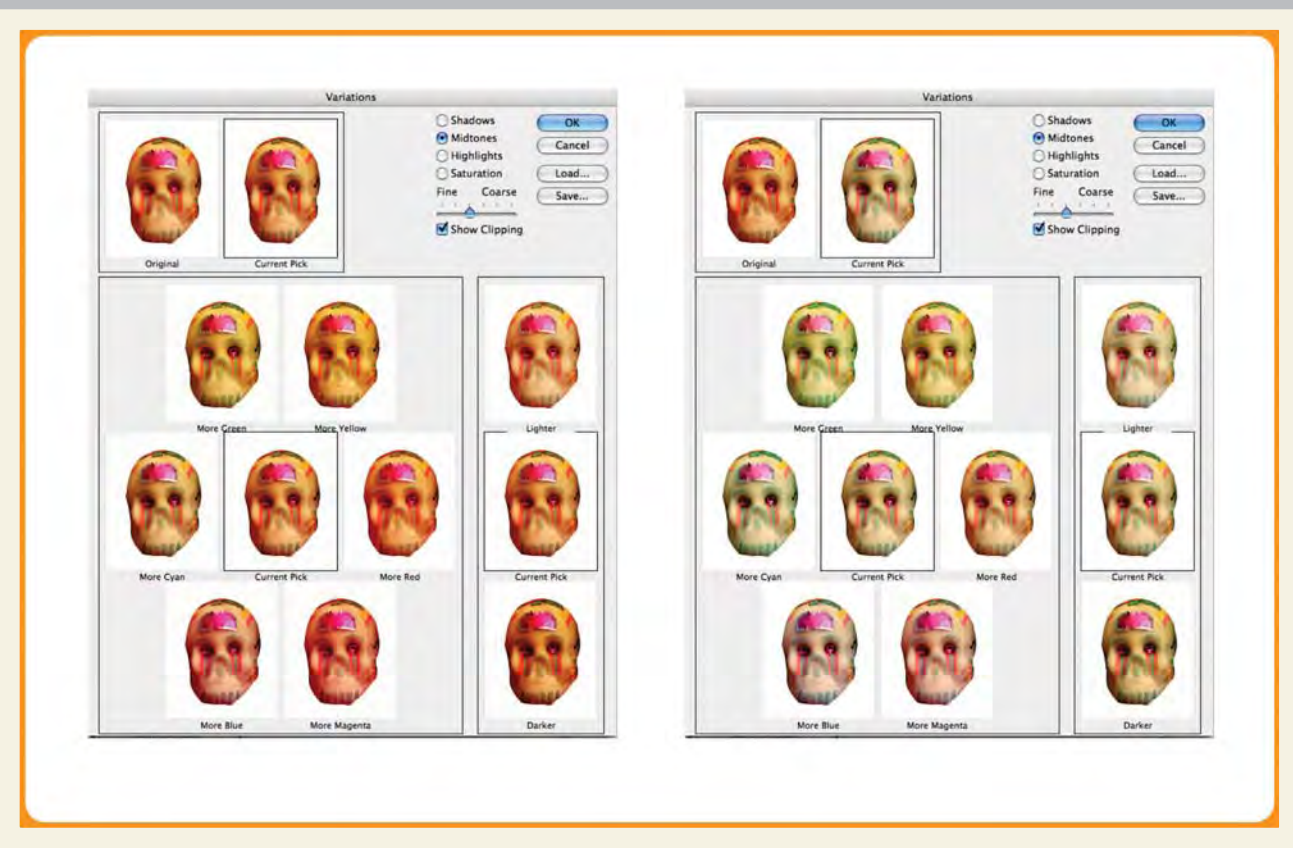 Variations
Shadows
OK
Midtones
Cancel
Highlights
Saturation
Load...
Fine Coarse
Save...
Show Clipping
Original Current Pick
More Green More Yellow Lighter
More Cyan Current Pick More Red Current Pick
More Blue More Magenta Darker
Variations
Shadows
OK
Midtones
Cancel
Highlights
Saturation
Load...
Fine Coarse
Save...
Show Clipping
Original Current Pick
More Green More Yellow Lighter
More Cyan Current Pick More Red Current Pick
More Blue More Magenta Darker